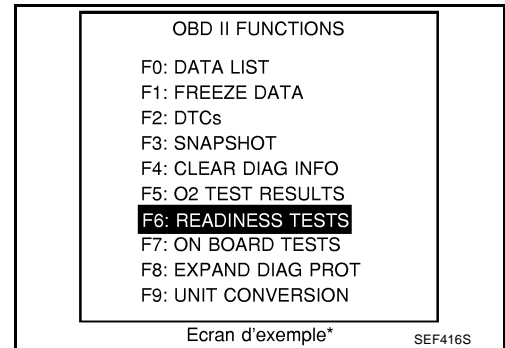 OBD II FUNCTIONS
F0: DATA LIST
F1: FREEZE DATA
F2: DTCs
F3: SNAPSHOT
F4: CLEAR DIAG INFO
F5: O2 TEST RESULTS
F6: READINESS TESTS
F7: ON BOARD TESTS
F8: EXPAND DIAG PROT
F9: UNIT CONVERSION
Ecran d'exemple*
SEF416S